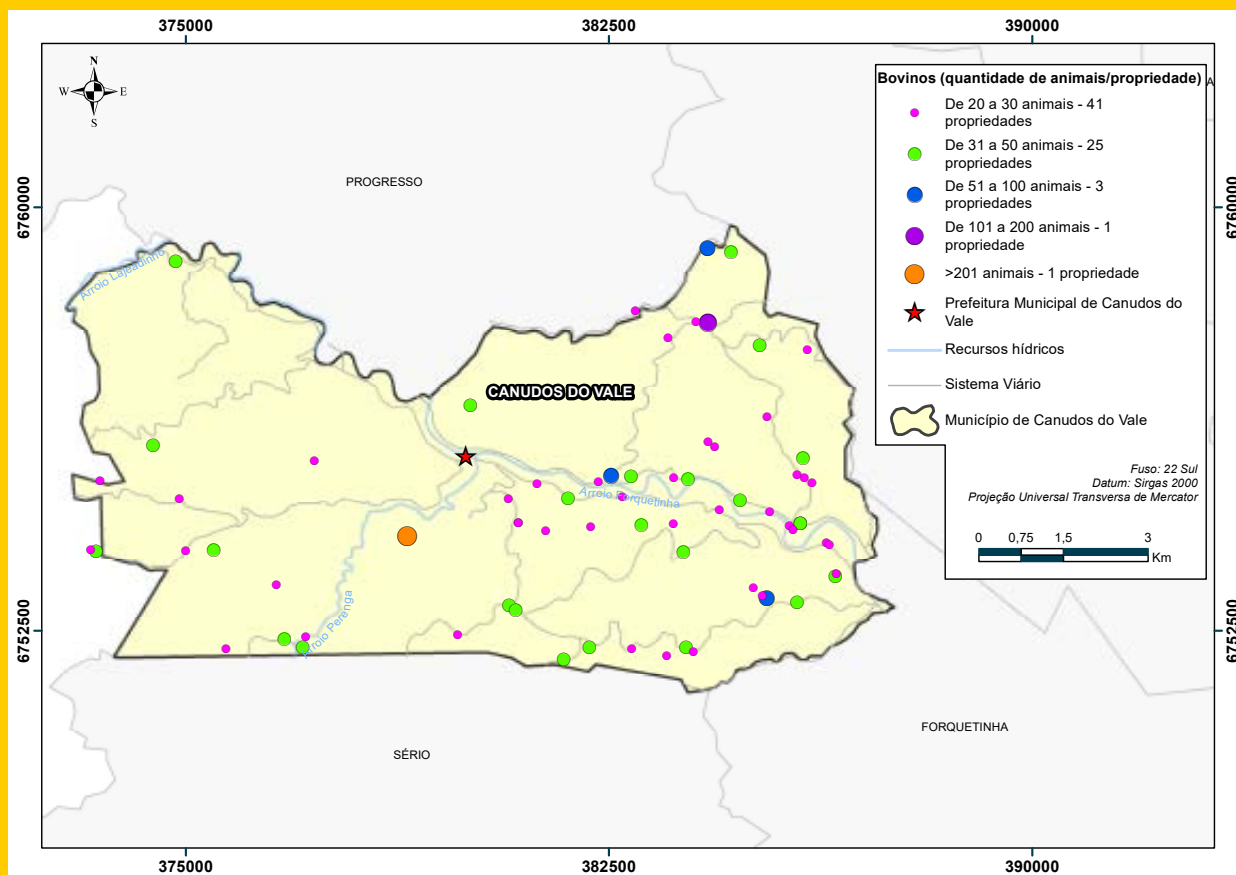 375000
382500
390000
N
W
E
S
6760000
6760000
6752500
6752500
Bovinos (quantidade de animais/propriedade)
De 20 a 30 animais - 41
propriedades
De 31 a 50 animais - 25
propriedades
De 51 a 100 animais - 3
propriedades
De 101 a 200 animais - 1
propriedade
>201 animais - 1 propriedade
Prefeitura Municipal de Canudos do
Vale
Recursos hídricos
Sistema Viário
Município de Canudos do Vale
Fuso: 22 Sul
Datum: Sirgas 2000
Projeção Universal Transversa de Mercator
0 0,75 1,5 3
Km
A
PROGRESSO
Arroio Lajeadinho
CANUDOS DO VALE
Arroio Forquetinha
Arroio Perenga
SÉRIO
FORQUETINHA
375000
382500
390000